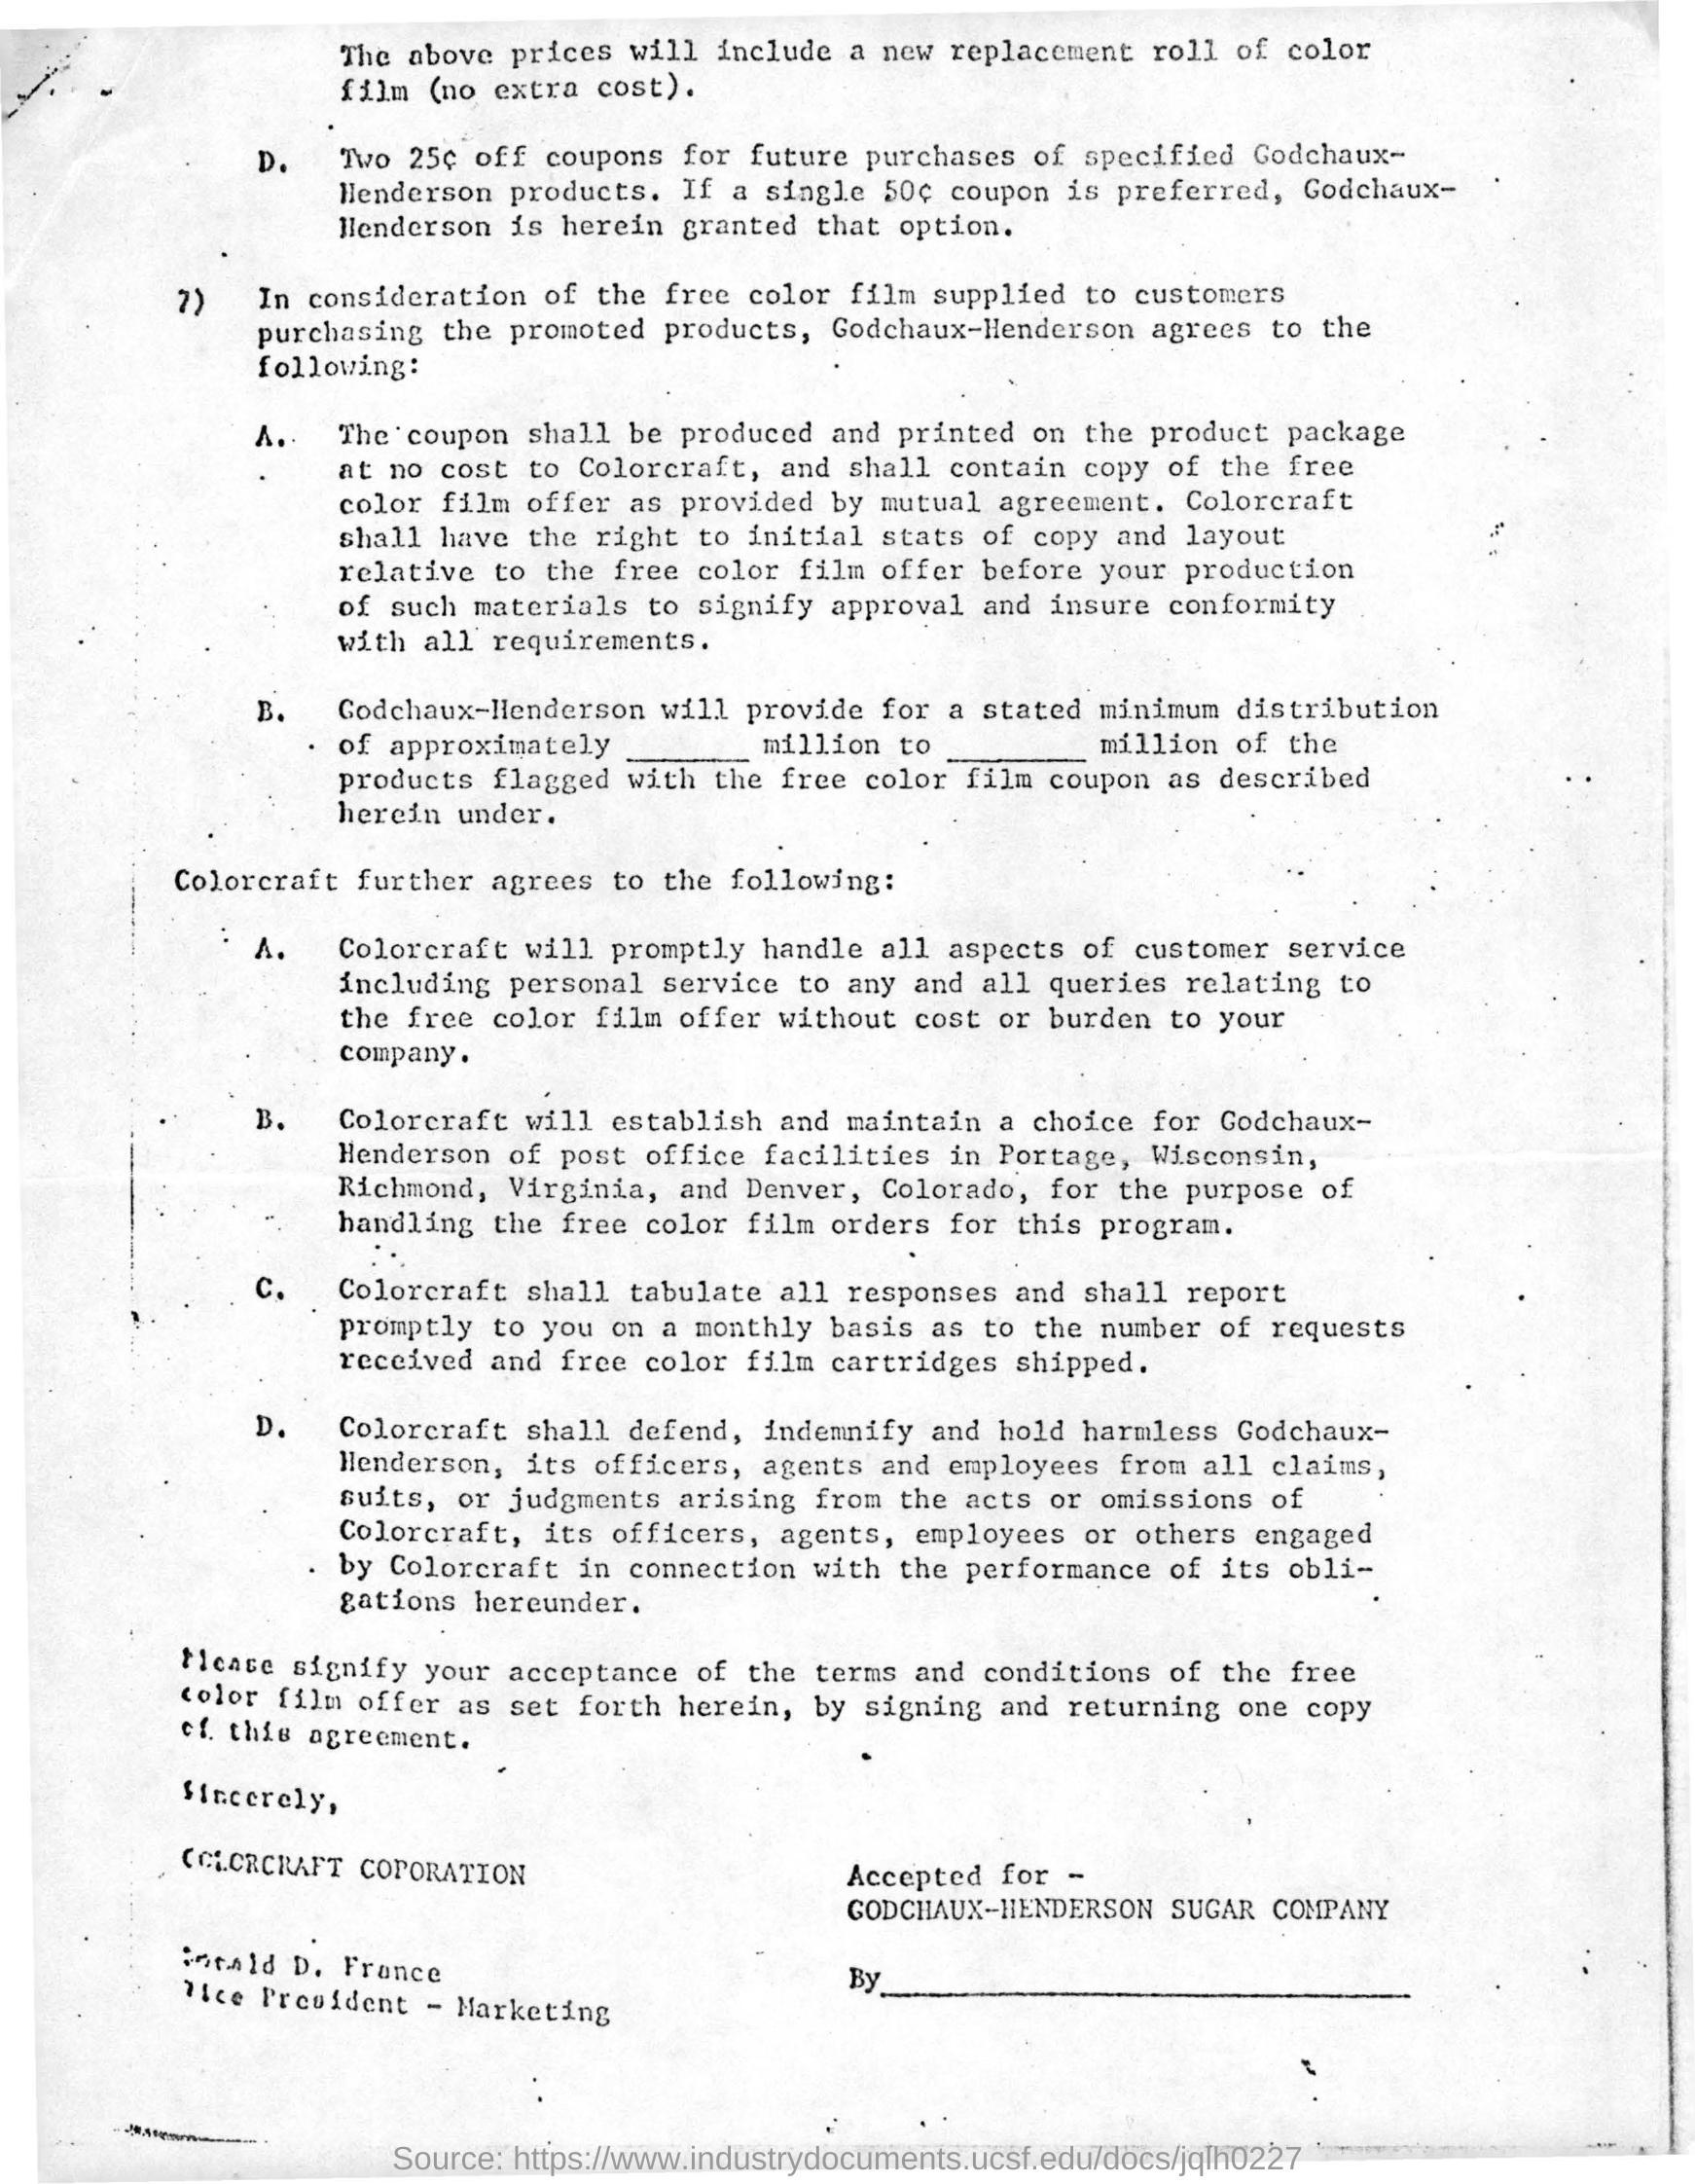 The above prices will include a new replacement roll of color
film (no extra cost).
D. Two 25¢ off coupons for future purchases of specified Godchaux-
Henderson products. If a single 50¢ coupon is preferred, Godchaux-
Henderson is herein granted that option.
7) In consideration of the free color film supplied to customers
purchasing the promoted products, Godchaux-Henderson agrees to the
following:
A. The coupon shall be produced and printed on the product package
at no cost to Colorcraft, and shall contain copy of the free
color film offer as provided by mutual agreement. Colorcraft
shall have the right to initial stats of copy and layout
relative to the free color film offer before your production
of such materials to signify approval and insure conformity
with all requirements.
B. Godchaux-Henderson will provide for a stated minimum distribution
of approximately _______ million to ________ million of the
products flagged with the free color film coupon as described
herein under.
Colorcraft further agrees to the following:
A. Colorcraft will promptly handle all aspects of customer service
including personal service to any and all queries relating to
the free color film offer without cost or burden to your
company.
B. Colorcraft will establish and maintain a choice for Godchaux-
Henderson of post office facilities in Portage, Wisconsin,
Richmond, Virginia, and Denver, Colorado, for the purpose of
handling the free color film orders for this program.
C. Colorcraft shall tabulate all responses and shall report
promptly to you on a monthly basis as to the number of requests
received and free color film cartridges shipped.
D. Colorcraft shall defend, indemnify and hold harmless Godchaux-
Henderson, its officers, agents and employees from all claims,
suits, or judgments arising from the acts or omissions of
Colorcraft, its officers, agents, employees or others engaged
by Colorcraft in connection with the performance of its obli-
gations hereunder.
Please signify your acceptance of the terms and conditions of the free
color film offer as set forth herein, by signing and returning one copy
of this agreement.
Sincerely,
COLORCRAFT COPORATION
Accepted for -
GODCHAUX-HENDERSON SUGAR COMPANY
D. France
Vice President - Marketing
By
Source: https://www.industrydocuments.ucsf.edu/docs/jqlh0227